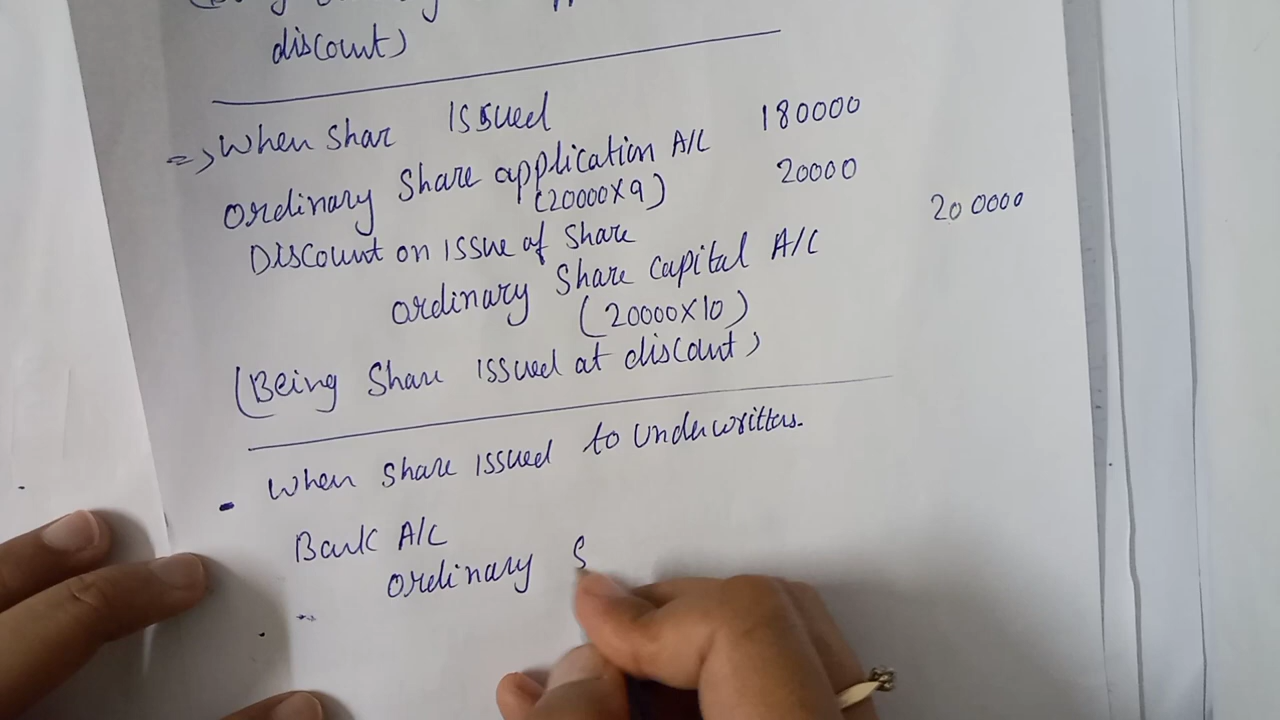 discount)
=> When Shar Issued
Ordinary Share application A/C 180000
(20000X9)
Discount on Issue of Share 20000
Ordinary Share Capital A/C 200000
(20000X10)
(Being Share Issued at discount)
- When Share Issued to Underwritters.
Bank A/C
Ordinary S